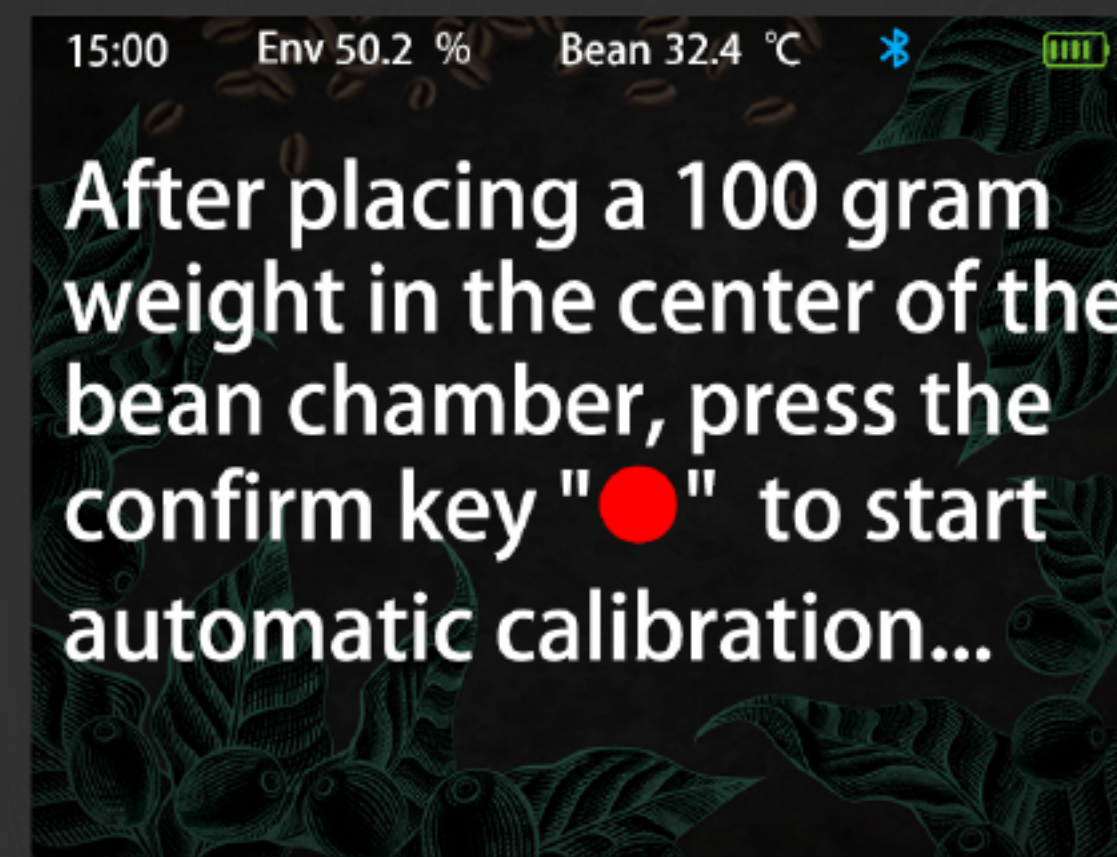 15:00 Env 50.2 % Bean 32.4 ℃
After placing a 100 gram
weight in the center of the
bean chamber, press the
confirm key "🔴" to start
automatic calibration...